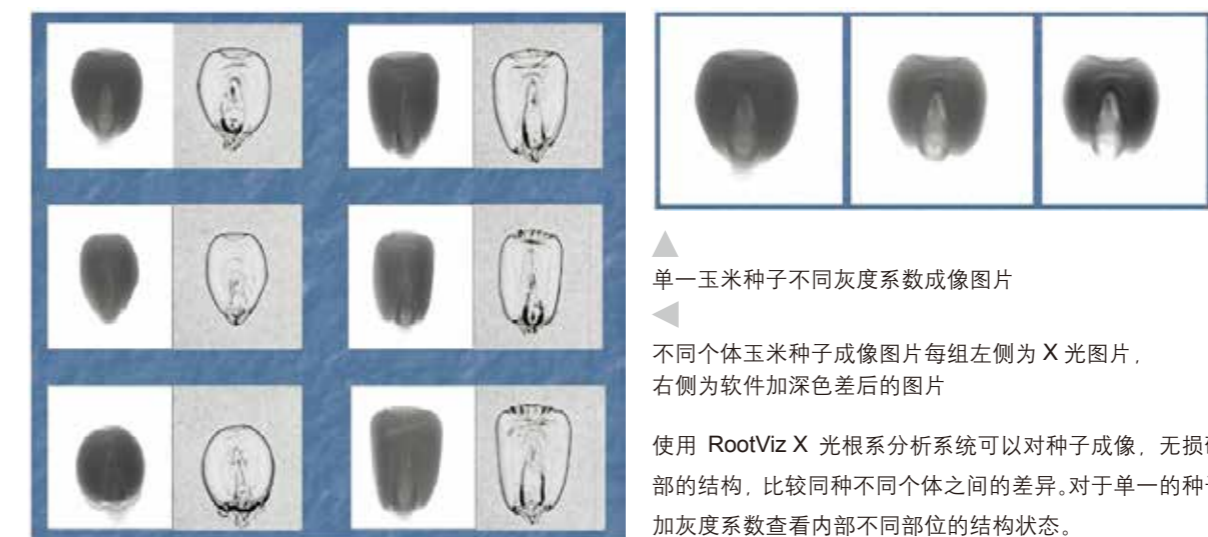 单一玉米种子不同灰度系数成像图片
不同个体玉米种子成像图片每组左侧为 X 光图片，
右侧为软件加深色差后的图片
使用 RootViz X 光根系分析系统可以对种子成像，无损
部的结构，比较同种不同个体之间的差异。对于单一的种
加灰度系数查看内部不同部位的结构状态。